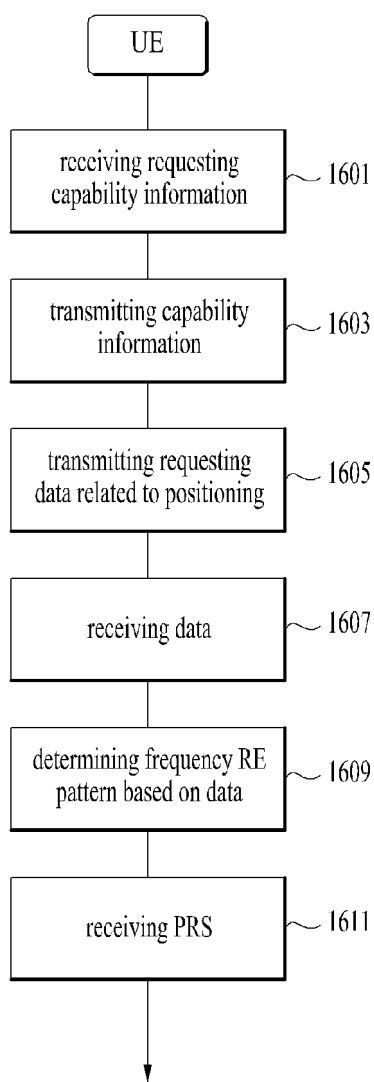 UE
receiving requesting
capability information
1601
transmitting capability
information
1603
transmitting requesting
data related to positioning
1605
receiving data
1607
determining frequency RE
pattern based on data
1609
receiving PRS
1611